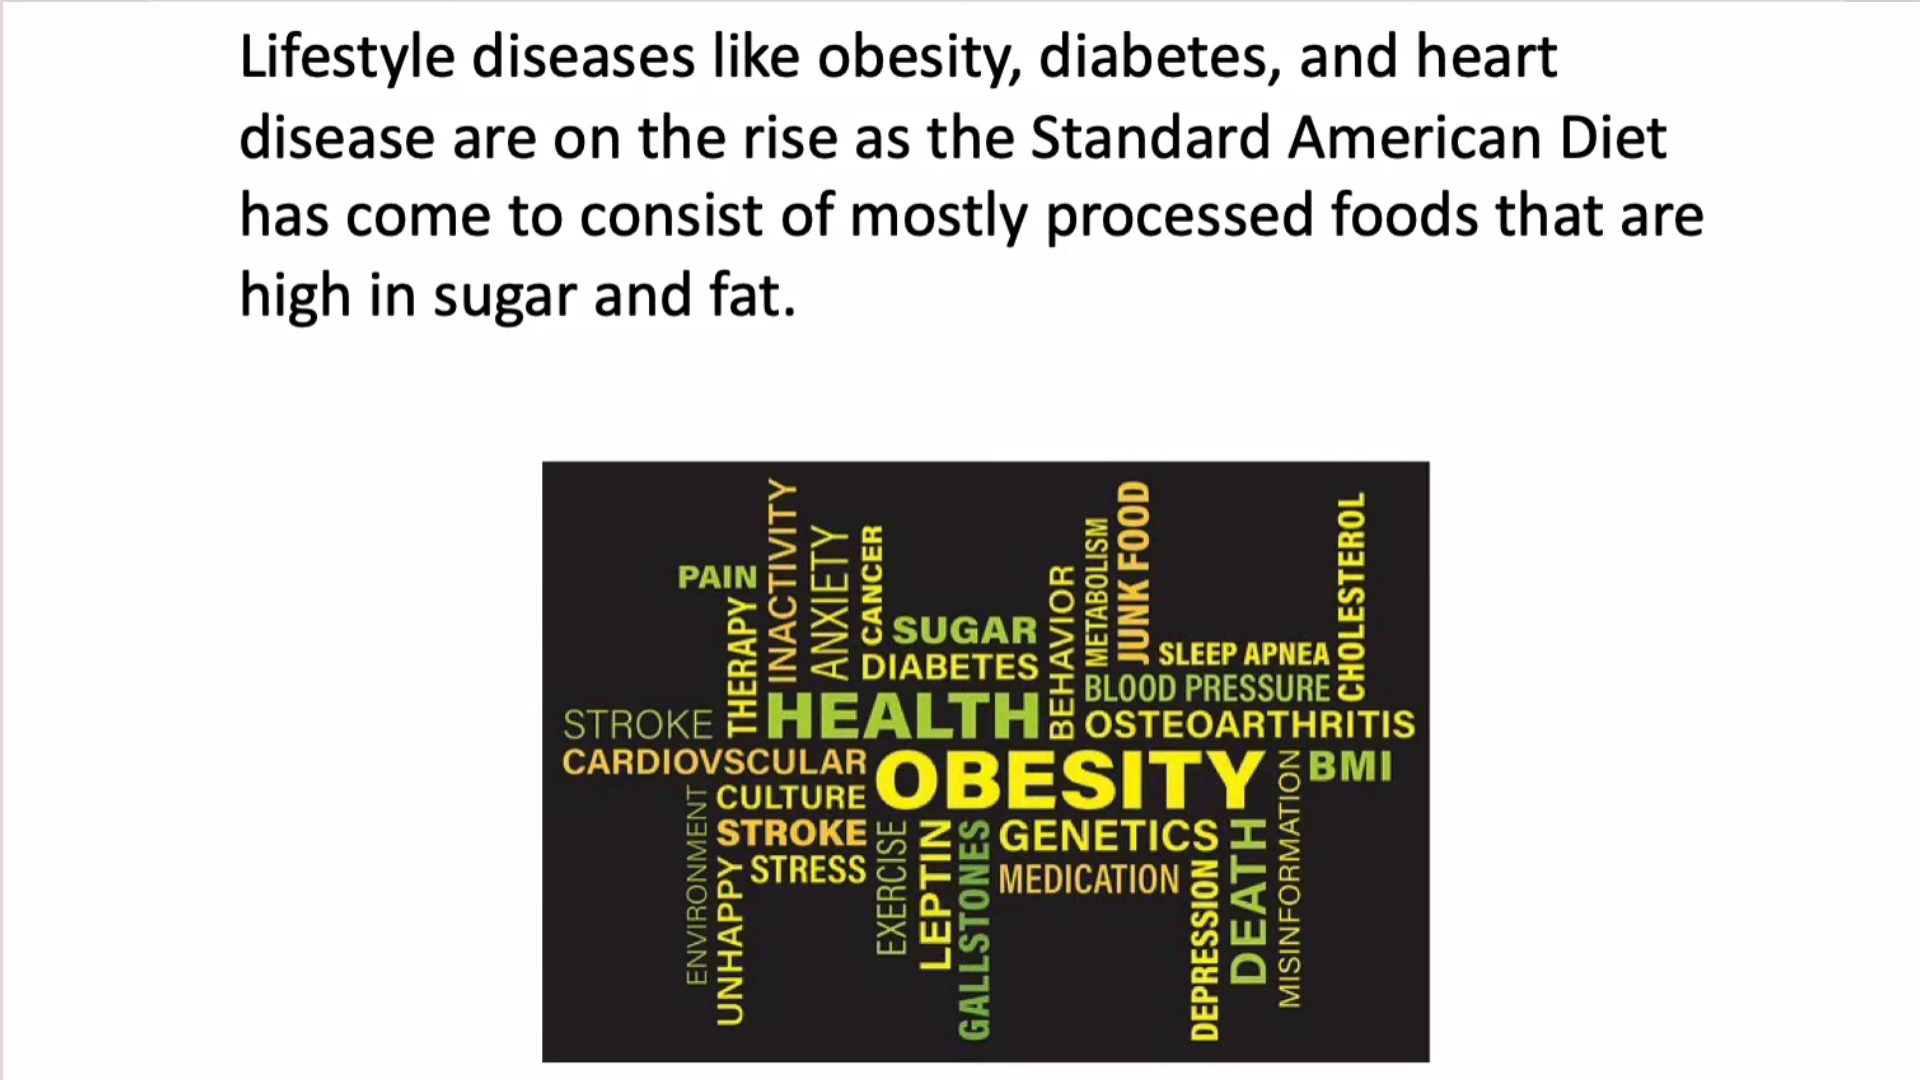 Lifestyle diseases like obesity, diabetes, and heart
disease are on the rise as the Standard American Diet
has come to consist of mostly processed foods that are
high in sugar and fat.
PAIN
THERAPY
INACTIVITY
ANXIETY
CANCER
SUGAR
DIABETES
BEHAVIOR
METABOLISM
JUNK FOOD
SLEEP APNEA
CHOLESTEROL
BLOOD PRESSURE
STROKE
HEALTH
OSTEOARTHRITIS
CARDIOVSCULAR
OBESITY
BMI
CULTURE
STROKE
STRESS
ENVIRONMENT
UNHAPPY
EXERCISE
LEPTIN
GALLSTONES
GENETICS
MEDICATION
DEPRESSION
DEATH
MISINFORMATION